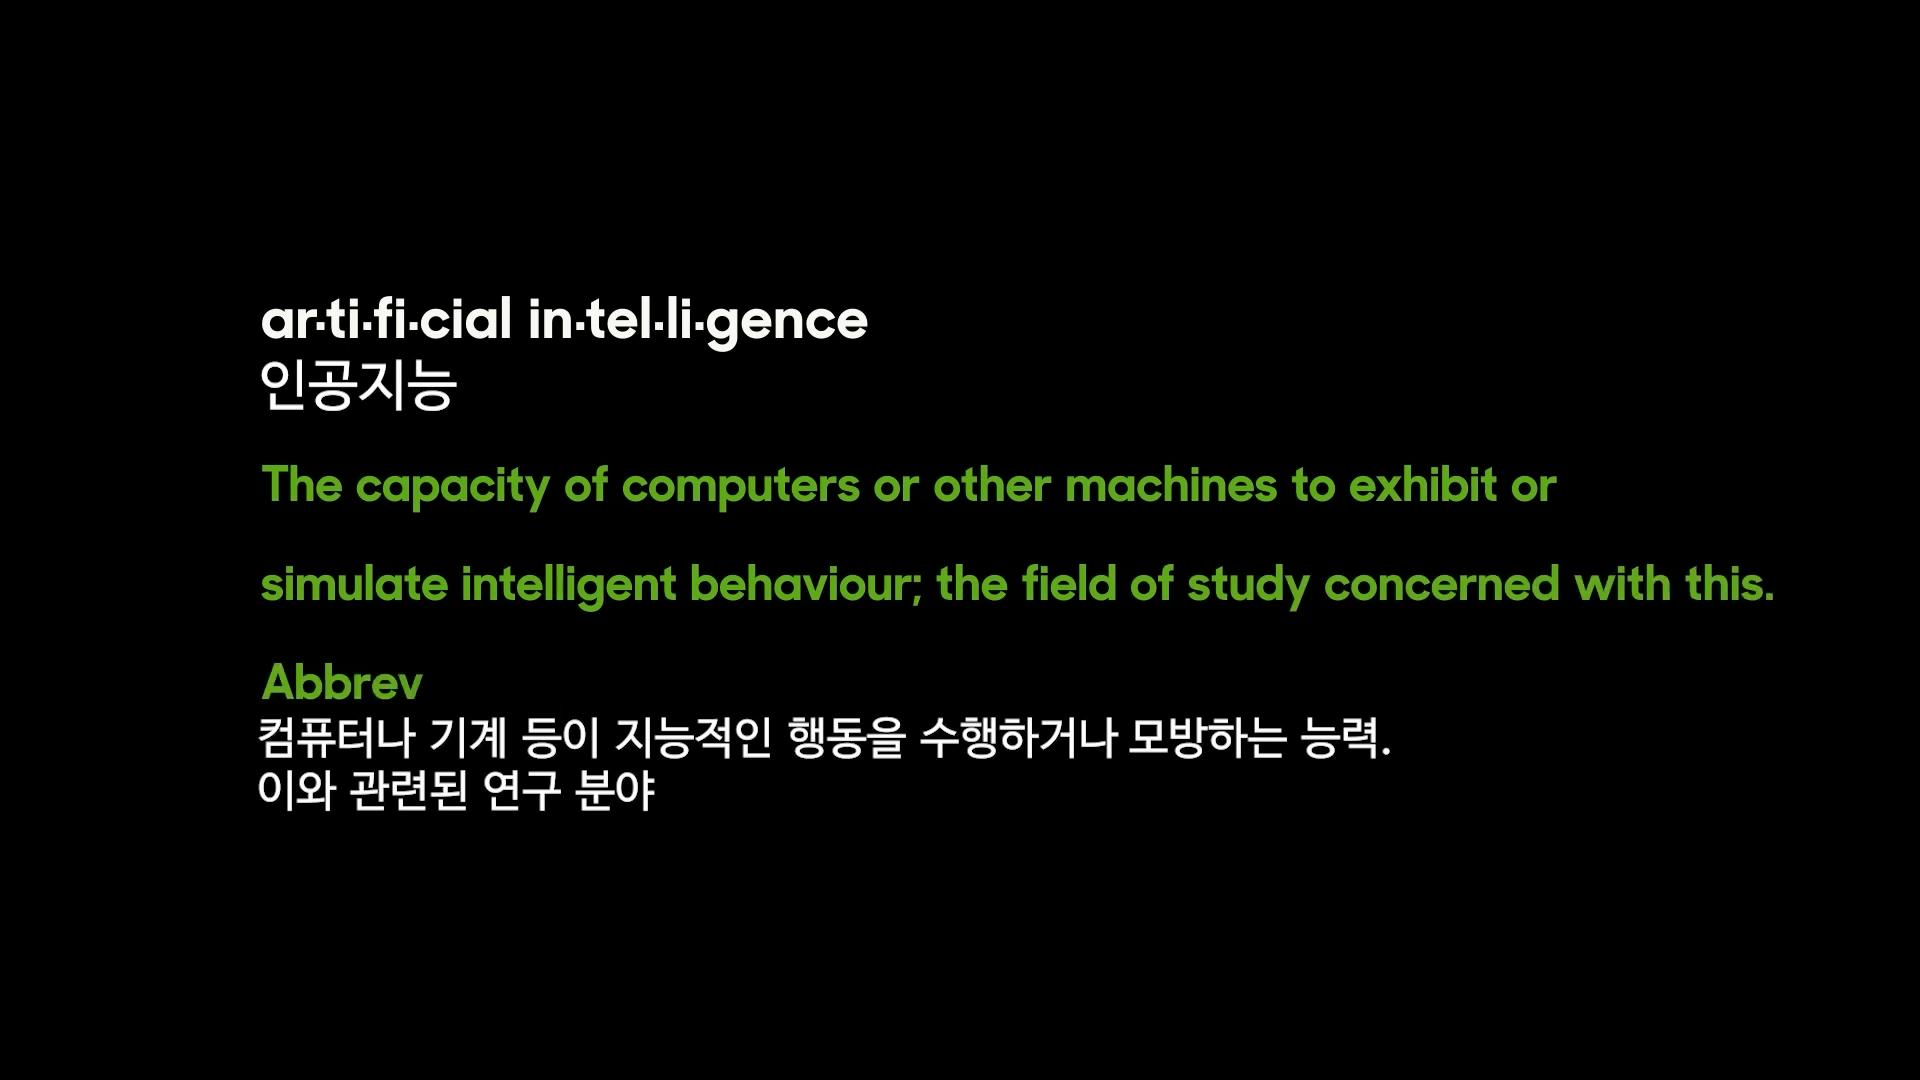 ar·ti·fi·cial in·tel·li·gence
인공지능
The capacity of computers or other machines to exhibit or
simulate intelligent behaviour; the field of study concerned with this.
Abbrev
컴퓨터나 기계 등이 지능적인 행동을 수행하거나 모방하는 능력.
이와 관련된 연구 분야